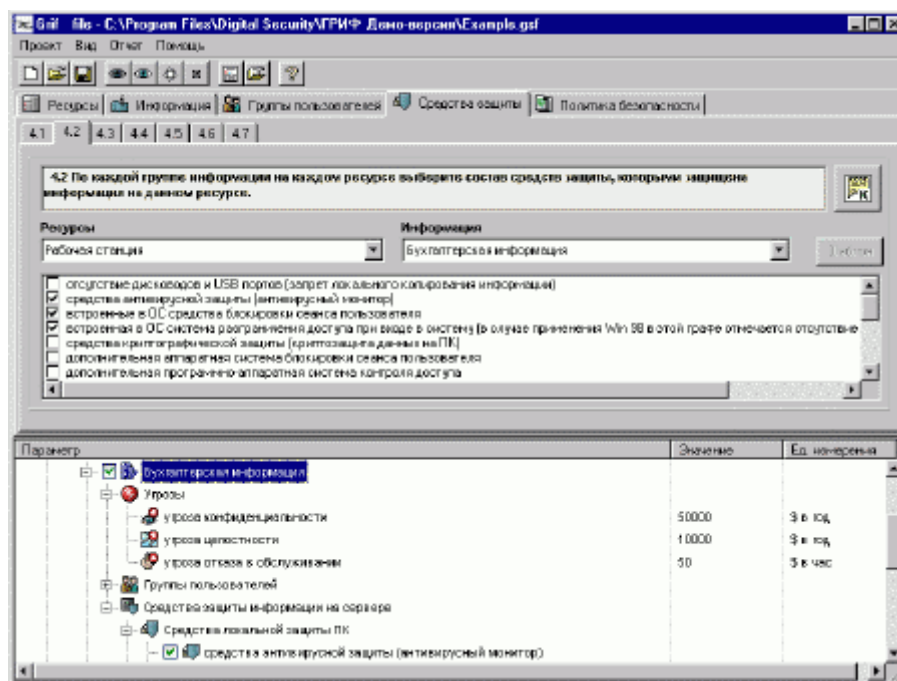 Grif file - C:\Program Files\Digital Security\ГРИФ Демо-версия\Example.gsf
Проект Вид Отчет Помощь
Ресурсы Информация Группы пользователей Средства защиты Политика безопасности
4.1 4.2 4.3 4.4 4.5 4.6 4.7
4.2 По каждой группе информации на каждом ресурсе выберите состав средств защиты, которыми защищена
информация на данном ресурсе.
Ресурсы Информация
Рабочая станция Бухгалтерская информация
отсутствие дисководов и USB портов (запрет локального копирования информации)
средства антивирусной защиты (антивирусный монитор)
встроенные в ОС средства блокировки сеанса пользователя
встроенная в ОС система разграничения доступа при входе в систему (в случае применения Win 98 в этой графе отмечается отсутствие
средства криптографической защиты (криптозащита данных на ПК)
дополнительная аппаратная система блокировки сеанса пользователя
дополнительная программно-аппаратная система контроля доступа
Параметр Значение Ед. измерения
Бухгалтерская информация
Угрозы
угроза конфиденциальности 50000 $ в год
угроза целостности 10000 $ в год
угроза отказа в обслуживании 50 $ в час
Группы пользователей
Средства защиты информации на сервере
Средства локальной защиты ПК
средства антивирусной защиты (антивирусный монитор)